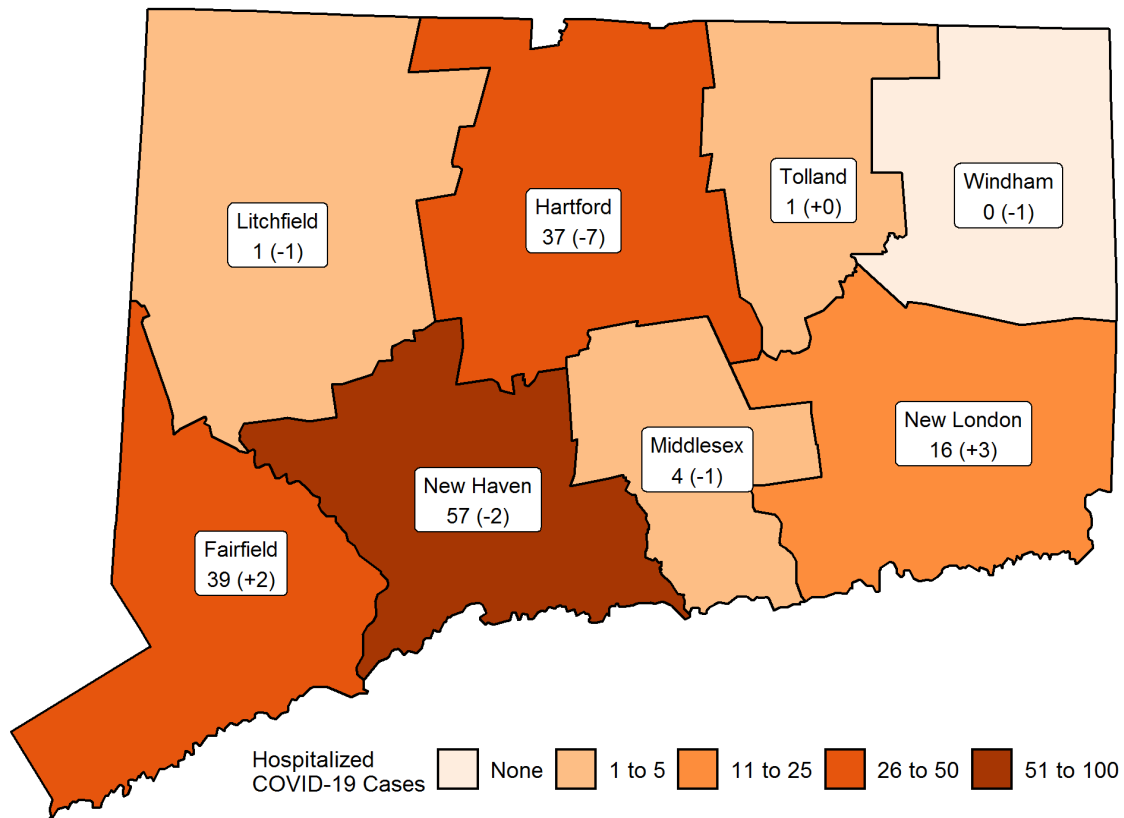 Litchfield
1 (-1)
Hartford
37 (-7)
Tolland
1 (+0)
Windham
0 (-1)
New London
16 (+3)
Middlesex
4 (-1)
New Haven
57 (-2)
Fairfield
39 (+2)
Hospitalized
COVID-19 Cases
None
1 to 5
11 to 25
26 to 50
51 to 100